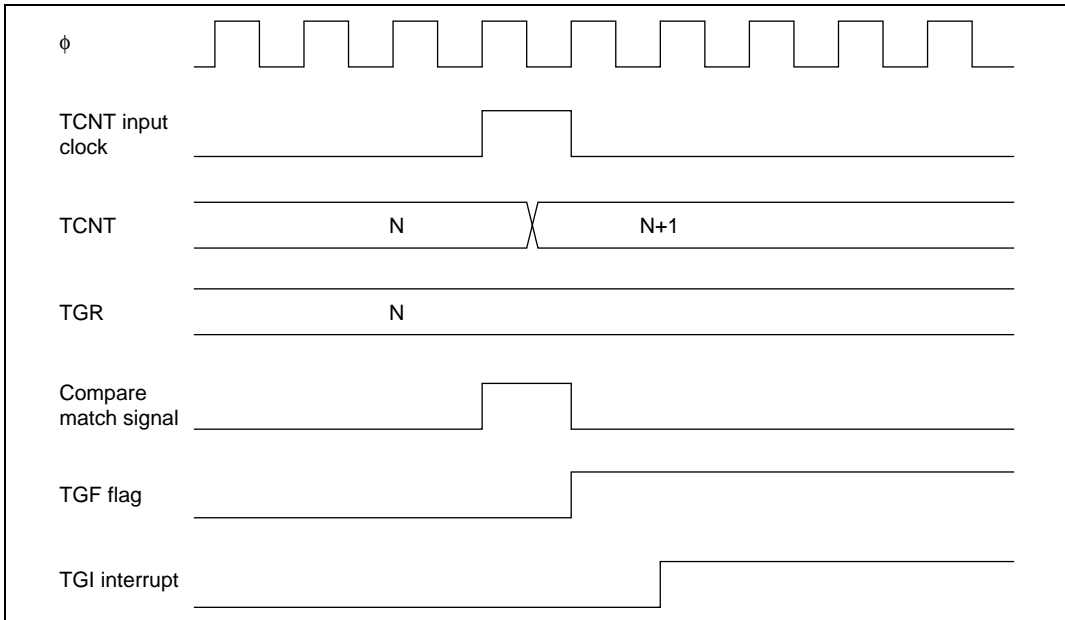 ϕ
TCNT input
clock
TCNT
N
N+1
TGR
N
Compare
match signal
TGF flag
TGI interrupt